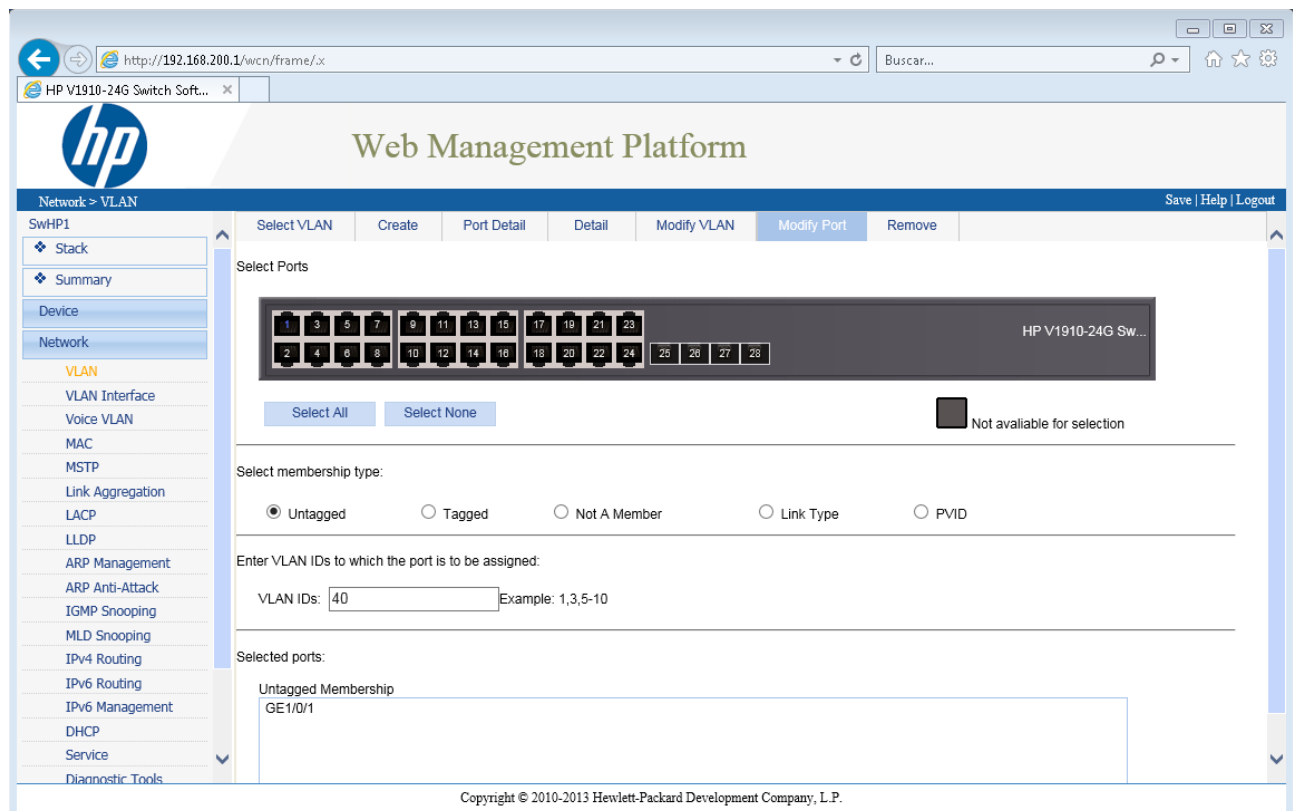 http://192.168.200.1/wcn/frame/.x
Buscar...
HP V1910-24G Switch Soft...
hp
Web Management Platform
Network > VLAN
Save | Help | Logout
SwHP1
Stack
Summary
Device
Network
VLAN
VLAN Interface
Voice VLAN
MAC
MSTP
Link Aggregation
LACP
LLDP
ARP Management
ARP Anti-Attack
IGMP Snooping
MLD Snooping
IPv4 Routing
IPv6 Routing
IPv6 Management
DHCP
Service
Diagnostic Tools
Select VLAN Create Port Detail Detail Modify VLAN Modify Port Remove
Select Ports
1 3 5 7 9 11 13 15 17 19 21 23
HP V1910-24G Sw...
2 4 6 8 10 12 14 16 18 20 22 24 25 26 27 28
Select All Select None
Not avaliable for selection
Select membership type:
Untagged Tagged Not A Member Link Type PVID
Enter VLAN IDs to which the port is to be assigned:
VLAN IDs: 40 Example: 1,3,5-10
Selected ports:
Untagged Membership
GE1/0/1
Copyright © 2010-2013 Hewlett-Packard Development Company, L.P.